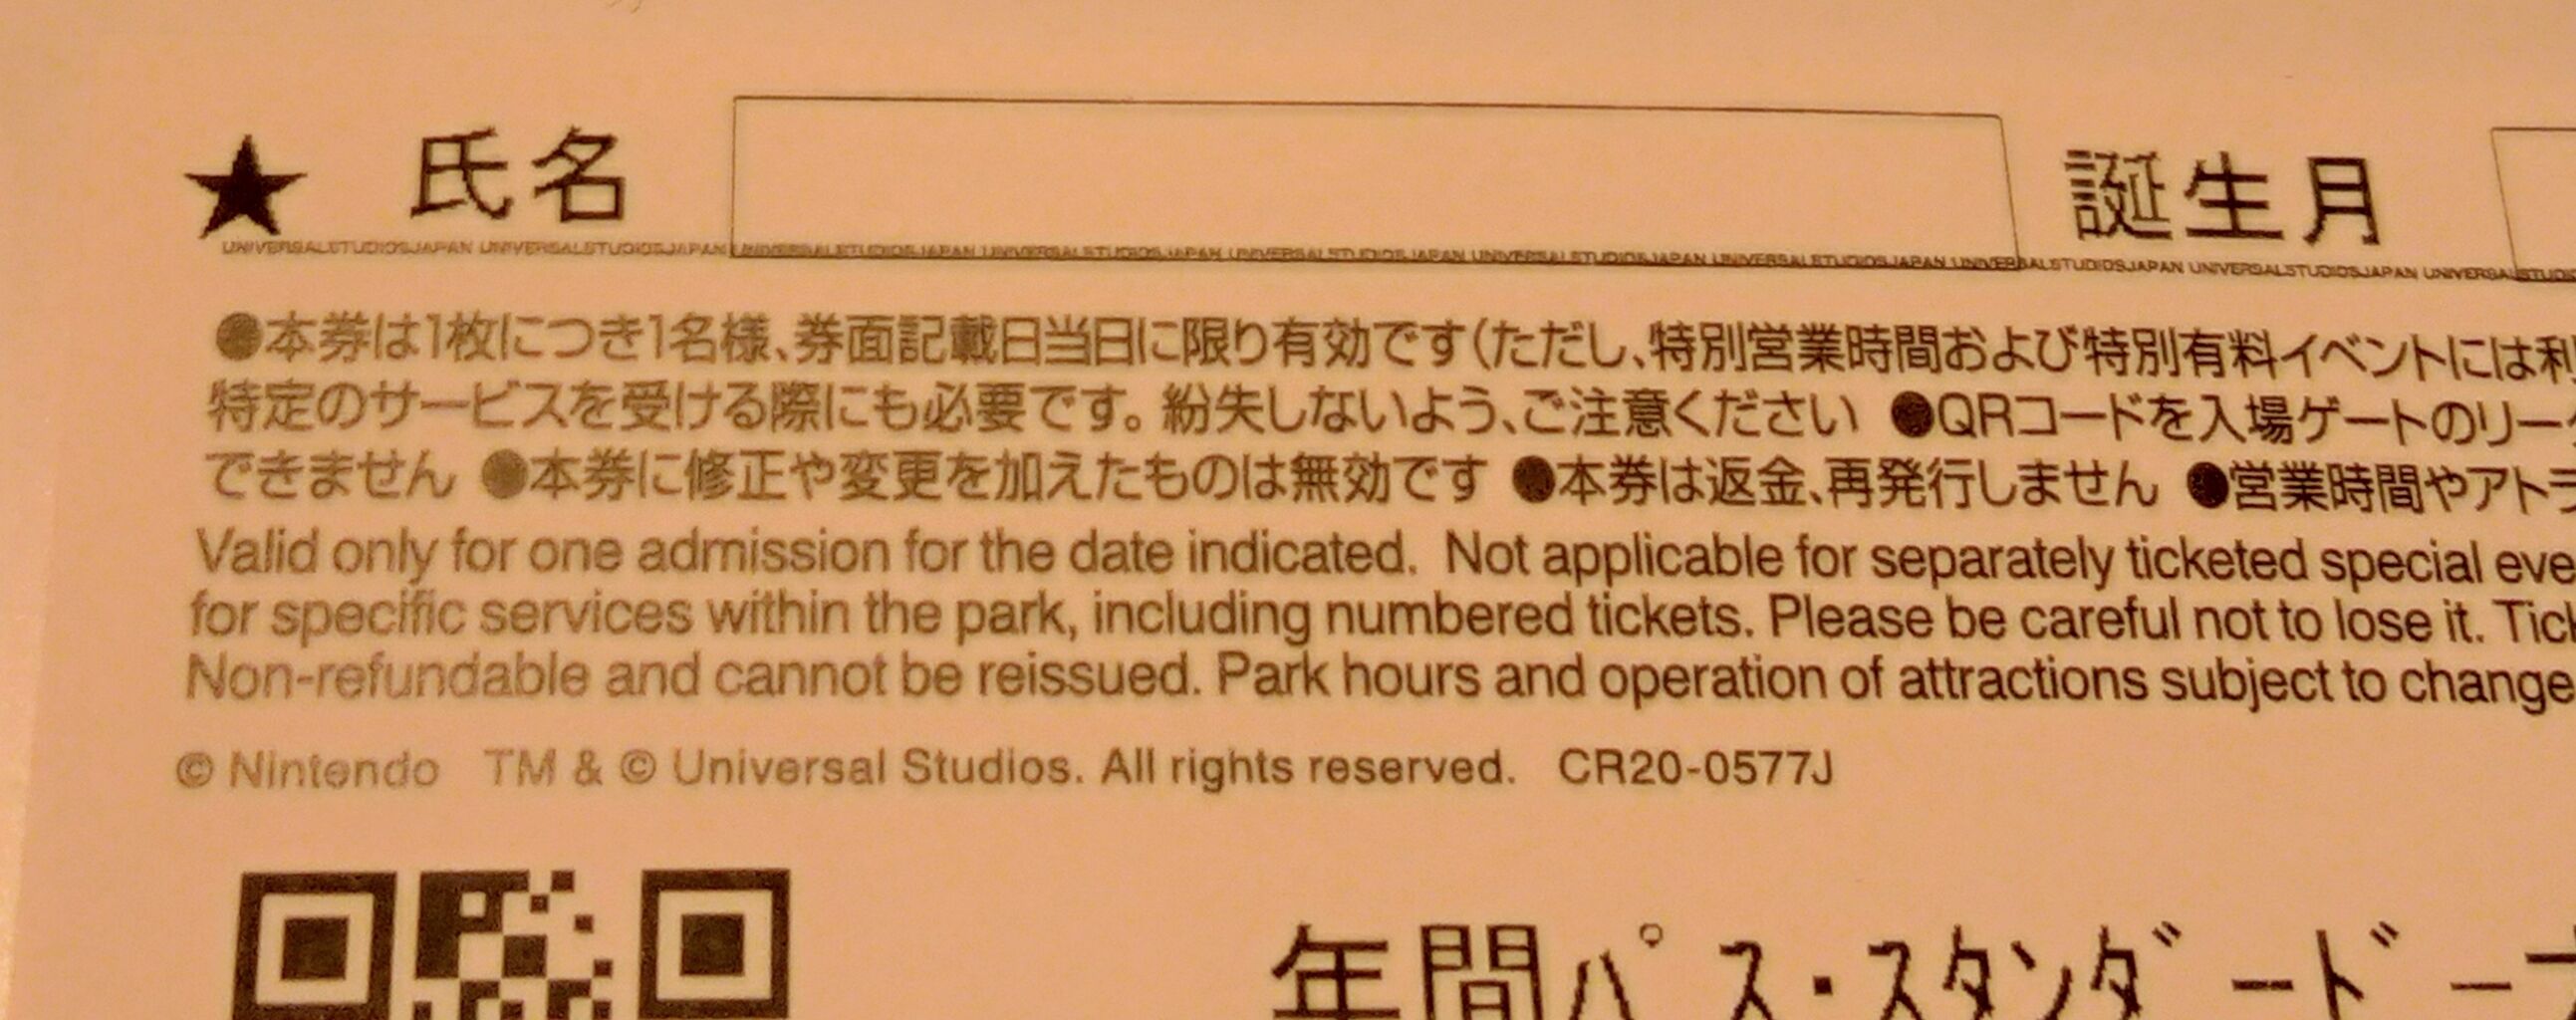 ★ 氏名 誕生月
UNIVERSALSTUDIOSJAPAN UNIVERSALSTUDIOSJAPAN UNIVERSALSTUDIOSJAPAN UNIVERSALSTUDIOSJAPAN UNIVERSALSTUDIOSJAPAN UNIVERSALSTUDIOSJAPAN UNIVERSALSTUDIOSJAPAN UNIVERSALSTUDIOSJAPAN UNIVERSALSTUDIOSJAPAN UNIVERSALSTUDIOS
●本券は1枚につき1名様、券面記載日当日に限り有効です(ただし、特別営業時間および特別有料イベントには利
特定のサービスを受ける際にも必要です。紛失しないよう、ご注意ください ●QRコードを入場ゲートのリー
できません ●本券に修正や変更を加えたものは無効です ●本券は返金、再発行しません ●営業時間やアトラ
Valid only for one admission for the date indicated. Not applicable for separately ticketed special eve
for specific services within the park, including numbered tickets. Please be careful not to lose it. Tick
Non-refundable and cannot be reissued. Park hours and operation of attractions subject to change
© Nintendo TM & © Universal Studios. All rights reserved. CR20-0577J
年間パス・スタンダード